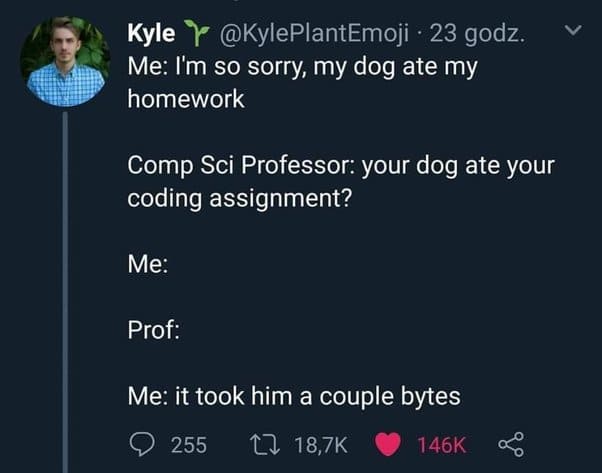 Kyle 🌱 @KylePlantEmoji · 23 godz.
Me: I'm so sorry, my dog ate my
homework
Comp Sci Professor: your dog ate your
coding assignment?
Me:
Prof:
Me: it took him a couple bytes
255 18,7K 146K